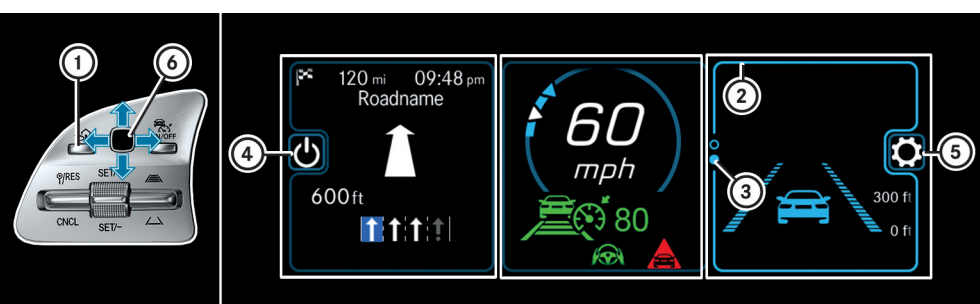 1
6
N/OFF
/RES
SET/
CNCL
SET/-
120 mi 09:48 pm
Roadname
4
600 ft
60
mph
80
2
3
5
300 ft
0 ft